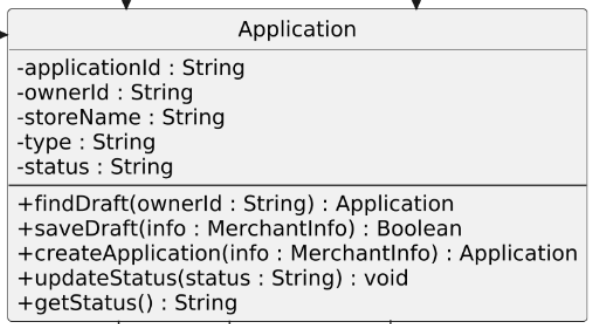 Application
-applicationId : String
-ownerId : String
-storeName : String
-type : String
-status : String
+findDraft(ownerId : String) : Application
+saveDraft(info : MerchantInfo) : Boolean
+createApplication(info : MerchantInfo) : Application
+updateStatus(status : String) : void
+getStatus() : String